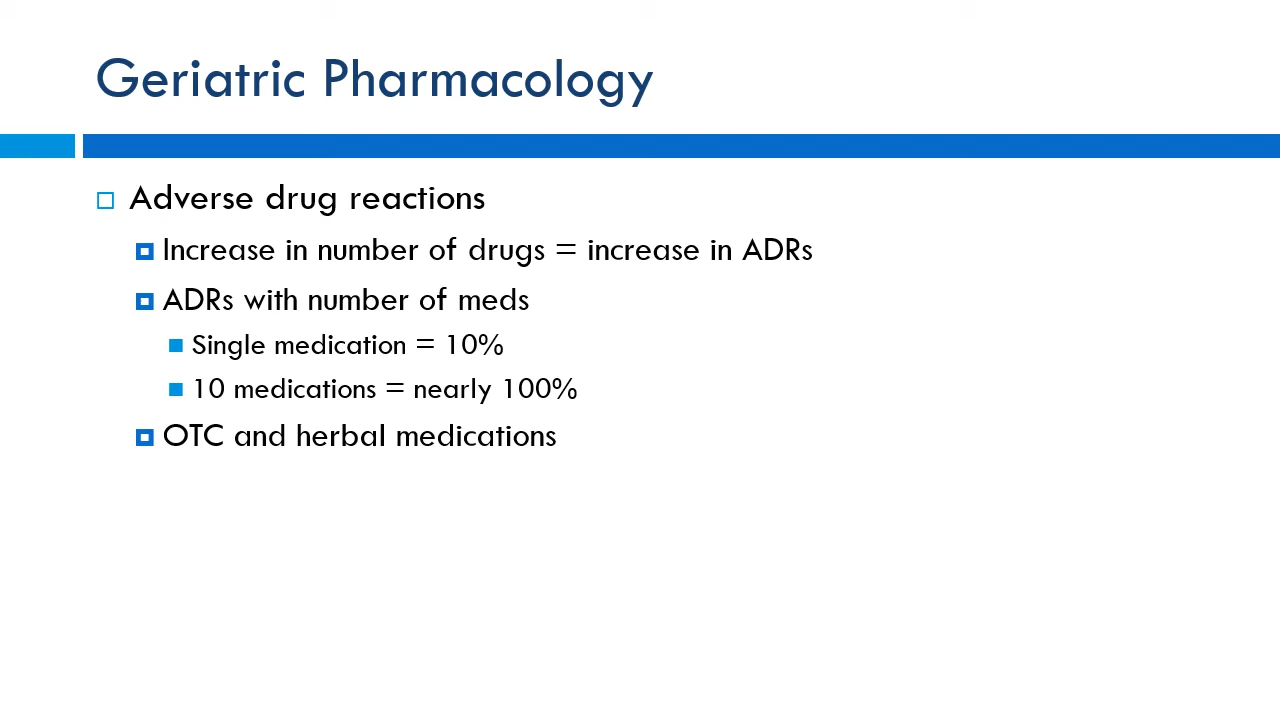 Geriatric Pharmacology
Adverse drug reactions
Increase in number of drugs = increase in ADRs
ADRs with number of meds
Single medication = 10%
10 medications = nearly 100%
OTC and herbal medications